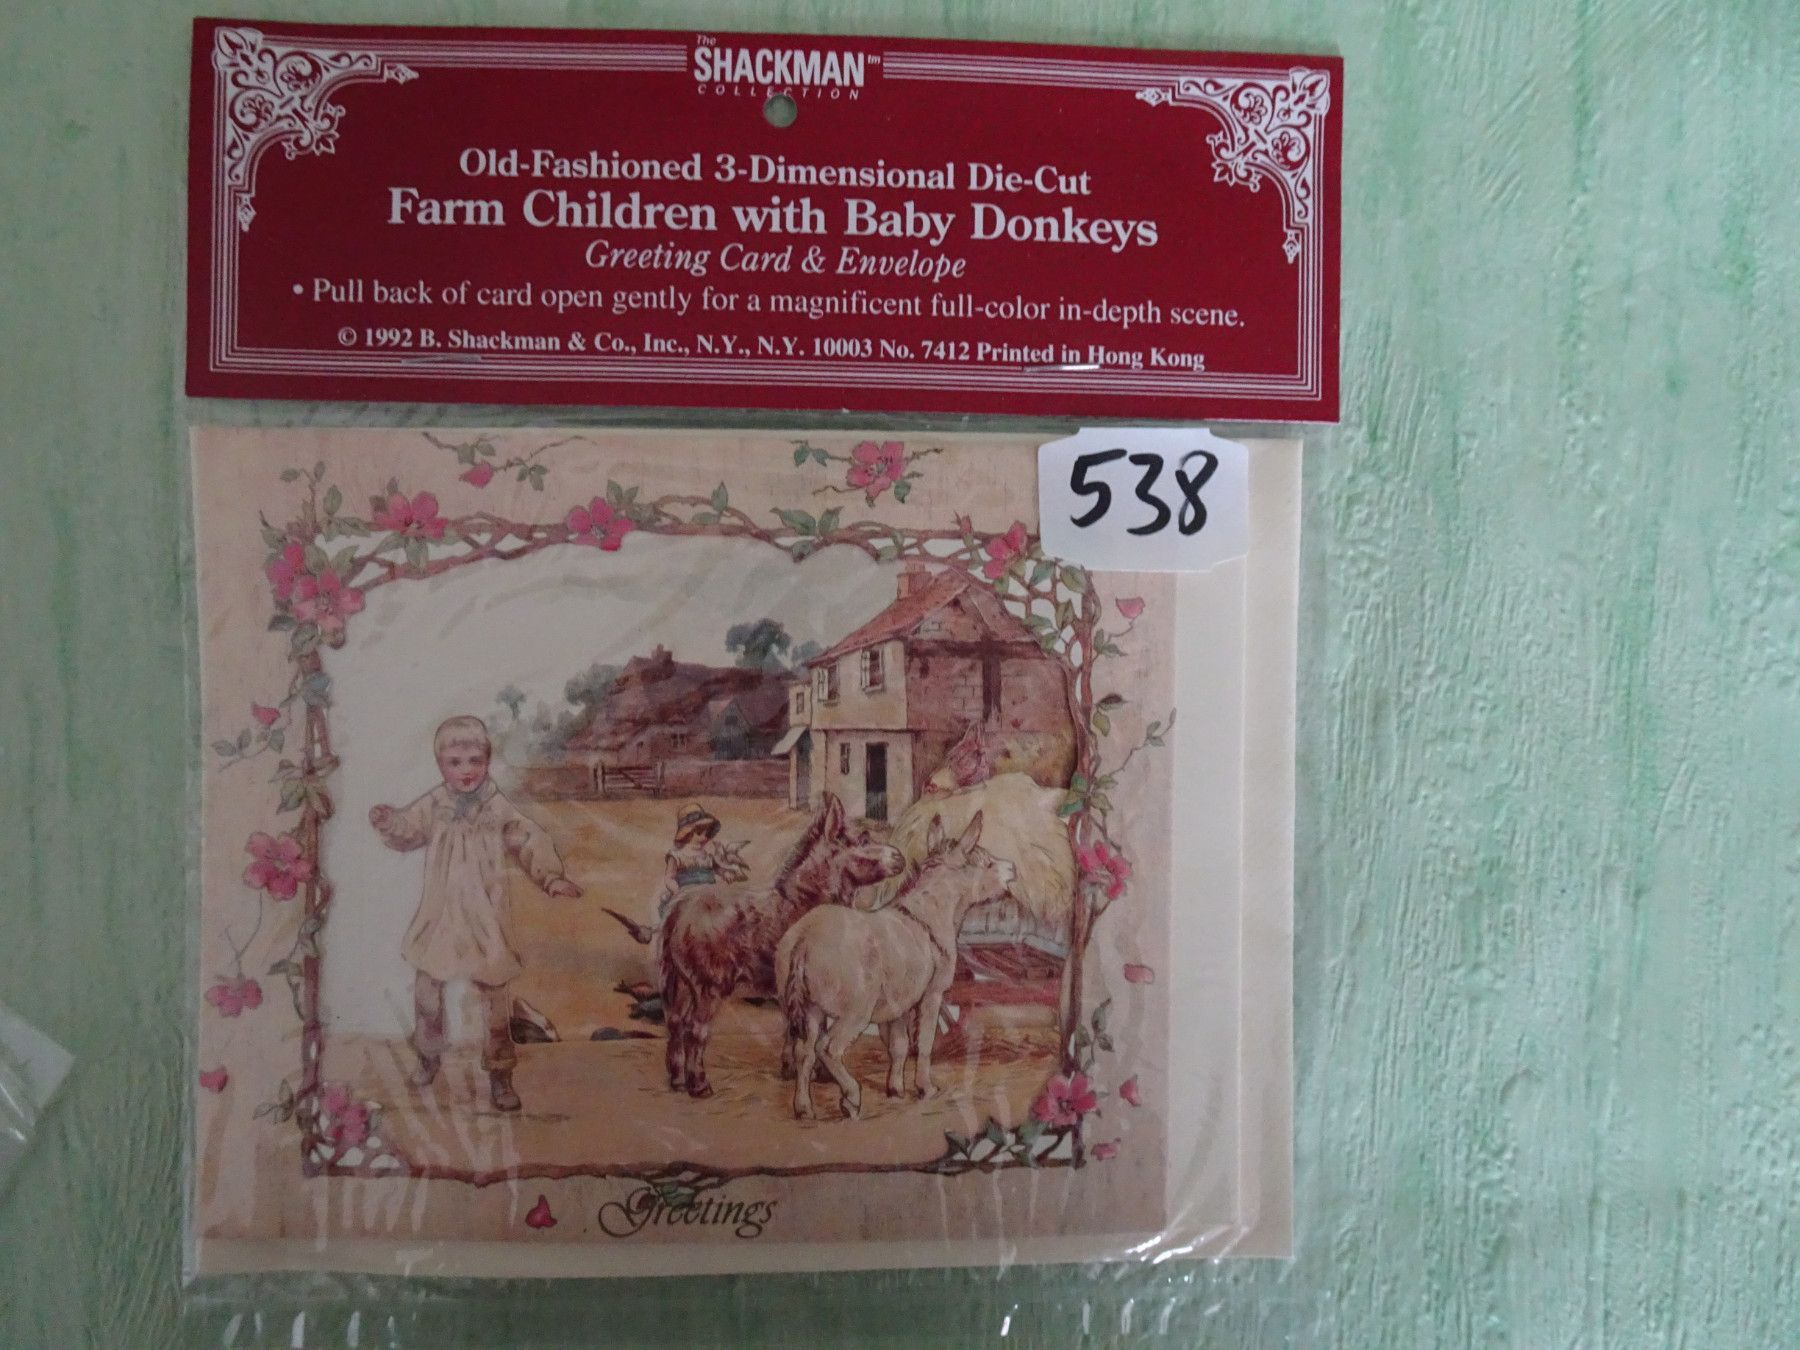 The
SHACKMAN™
COLLECTION
Old-Fashioned 3-Dimensional Die-Cut
Farm Children with Baby Donkeys
Greeting Card & Envelope
• Pull back of card open gently for a magnificent full-color in-depth scene.
© 1992 B. Shackman & Co., Inc., N.Y., N.Y. 10003 No. 7412 Printed in Hong Kong
538
Greetings